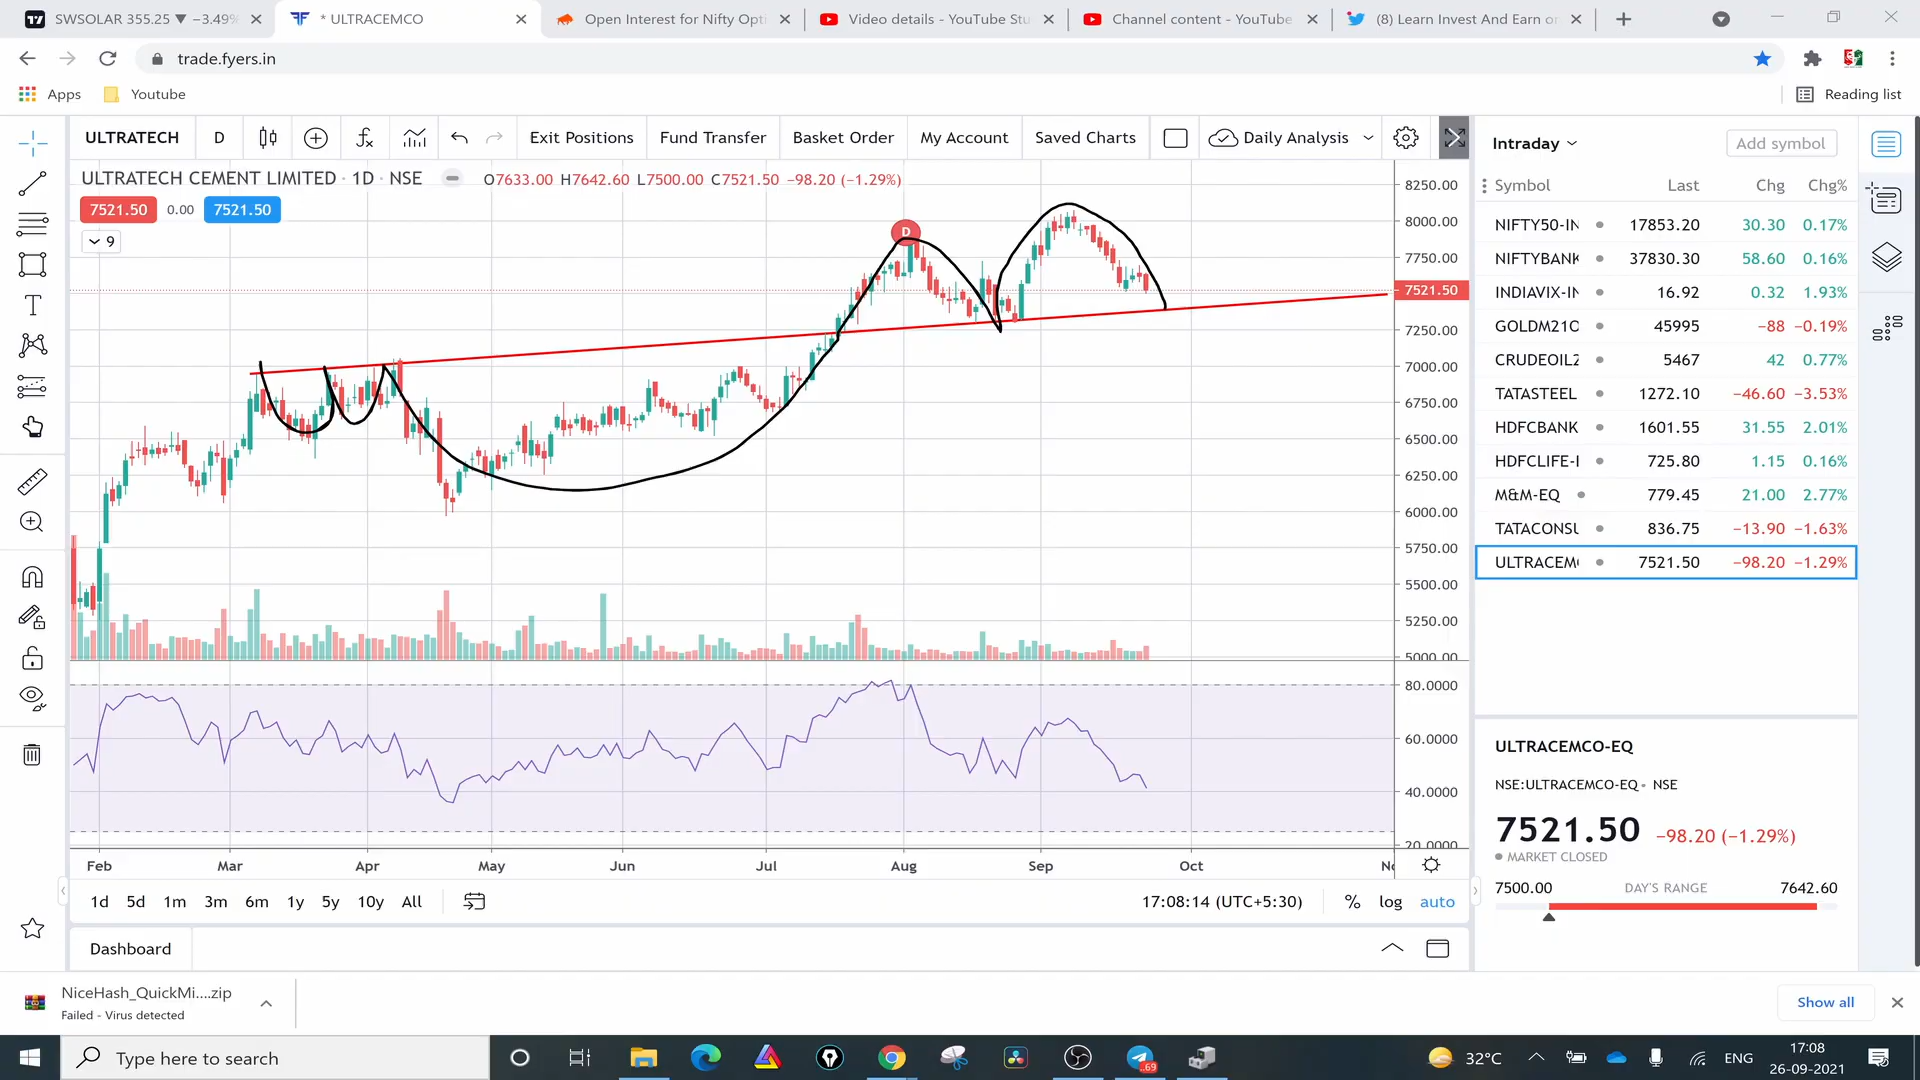 SWSOLAR 355.25 ▼ −3.49%
* ULTRACEMCO
Open Interest for Nifty Opti
Video details - YouTube Stu
Channel content - YouTube
(8) Learn Invest And Earn on
trade.fyers.in
Apps
Youtube
Reading list
ULTRATECH
D
Exit Positions
Fund Transfer
Basket Order
My Account
Saved Charts
Daily Analysis
ULTRATECH CEMENT LIMITED · 1D · NSE
O7633.00 H7642.60 L7500.00 C7521.50 −98.20 (−1.29%)
7521.50 0.00 7521.50
9
D
8250.00
8000.00
7750.00
7521.50
7250.00
7000.00
6750.00
6500.00
6250.00
6000.00
5750.00
5500.00
5250.00
5000.00
80.0000
60.0000
40.0000
20.0000
Feb Mar Apr May Jun Jul Aug Sep Oct
1d 5d 1m 3m 6m 1y 5y 10y All
17:08:14 (UTC+5:30)
% log auto
Dashboard
Intraday
Add symbol
Symbol Last Chg Chg%
NIFTY50-IN 17853.20 30.30 0.17%
NIFTYBANK 37830.30 58.60 0.16%
INDIAVIX-IN 16.92 0.32 1.93%
GOLDM21O 45995 −88 −0.19%
CRUDEOIL2 5467 42 0.77%
TATASTEEL 1272.10 −46.60 −3.53%
HDFCBANK 1601.55 31.55 2.01%
HDFCLIFE-I 725.80 1.15 0.16%
M&M-EQ 779.45 21.00 2.77%
TATACONSU 836.75 −13.90 −1.63%
ULTRACEM 7521.50 −98.20 −1.29%
ULTRACEMCO-EQ
NSE:ULTRACEMCO-EQ • NSE
7521.50 −98.20 (−1.29%)
MARKET CLOSED
7500.00 DAY'S RANGE 7642.60
NiceHash_QuickMi....zip
Failed - Virus detected
Show all
Type here to search
69
32°C
ENG
17:08
26-09-2021